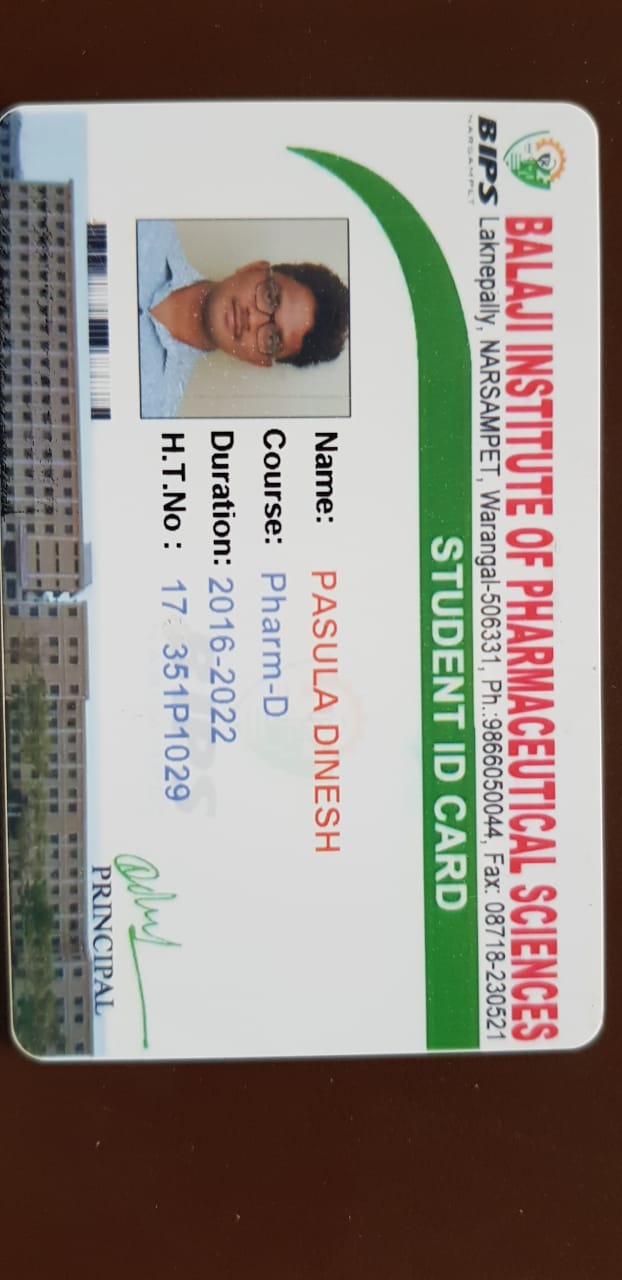 BALAJI INSTITUTE OF PHARMACEUTICAL SCIENCES
BIPS Laknepally, NARSAMPET, Warangal-506331, Ph.:9866050044, Fax: 08718-230521
NARSAMPET
STUDENT ID CARD
Name: PASULA DINESH
Course: Pharm-D
Duration: 2016-2022
H.T.No : 17 351P1029
BIPS
PRINCIPAL